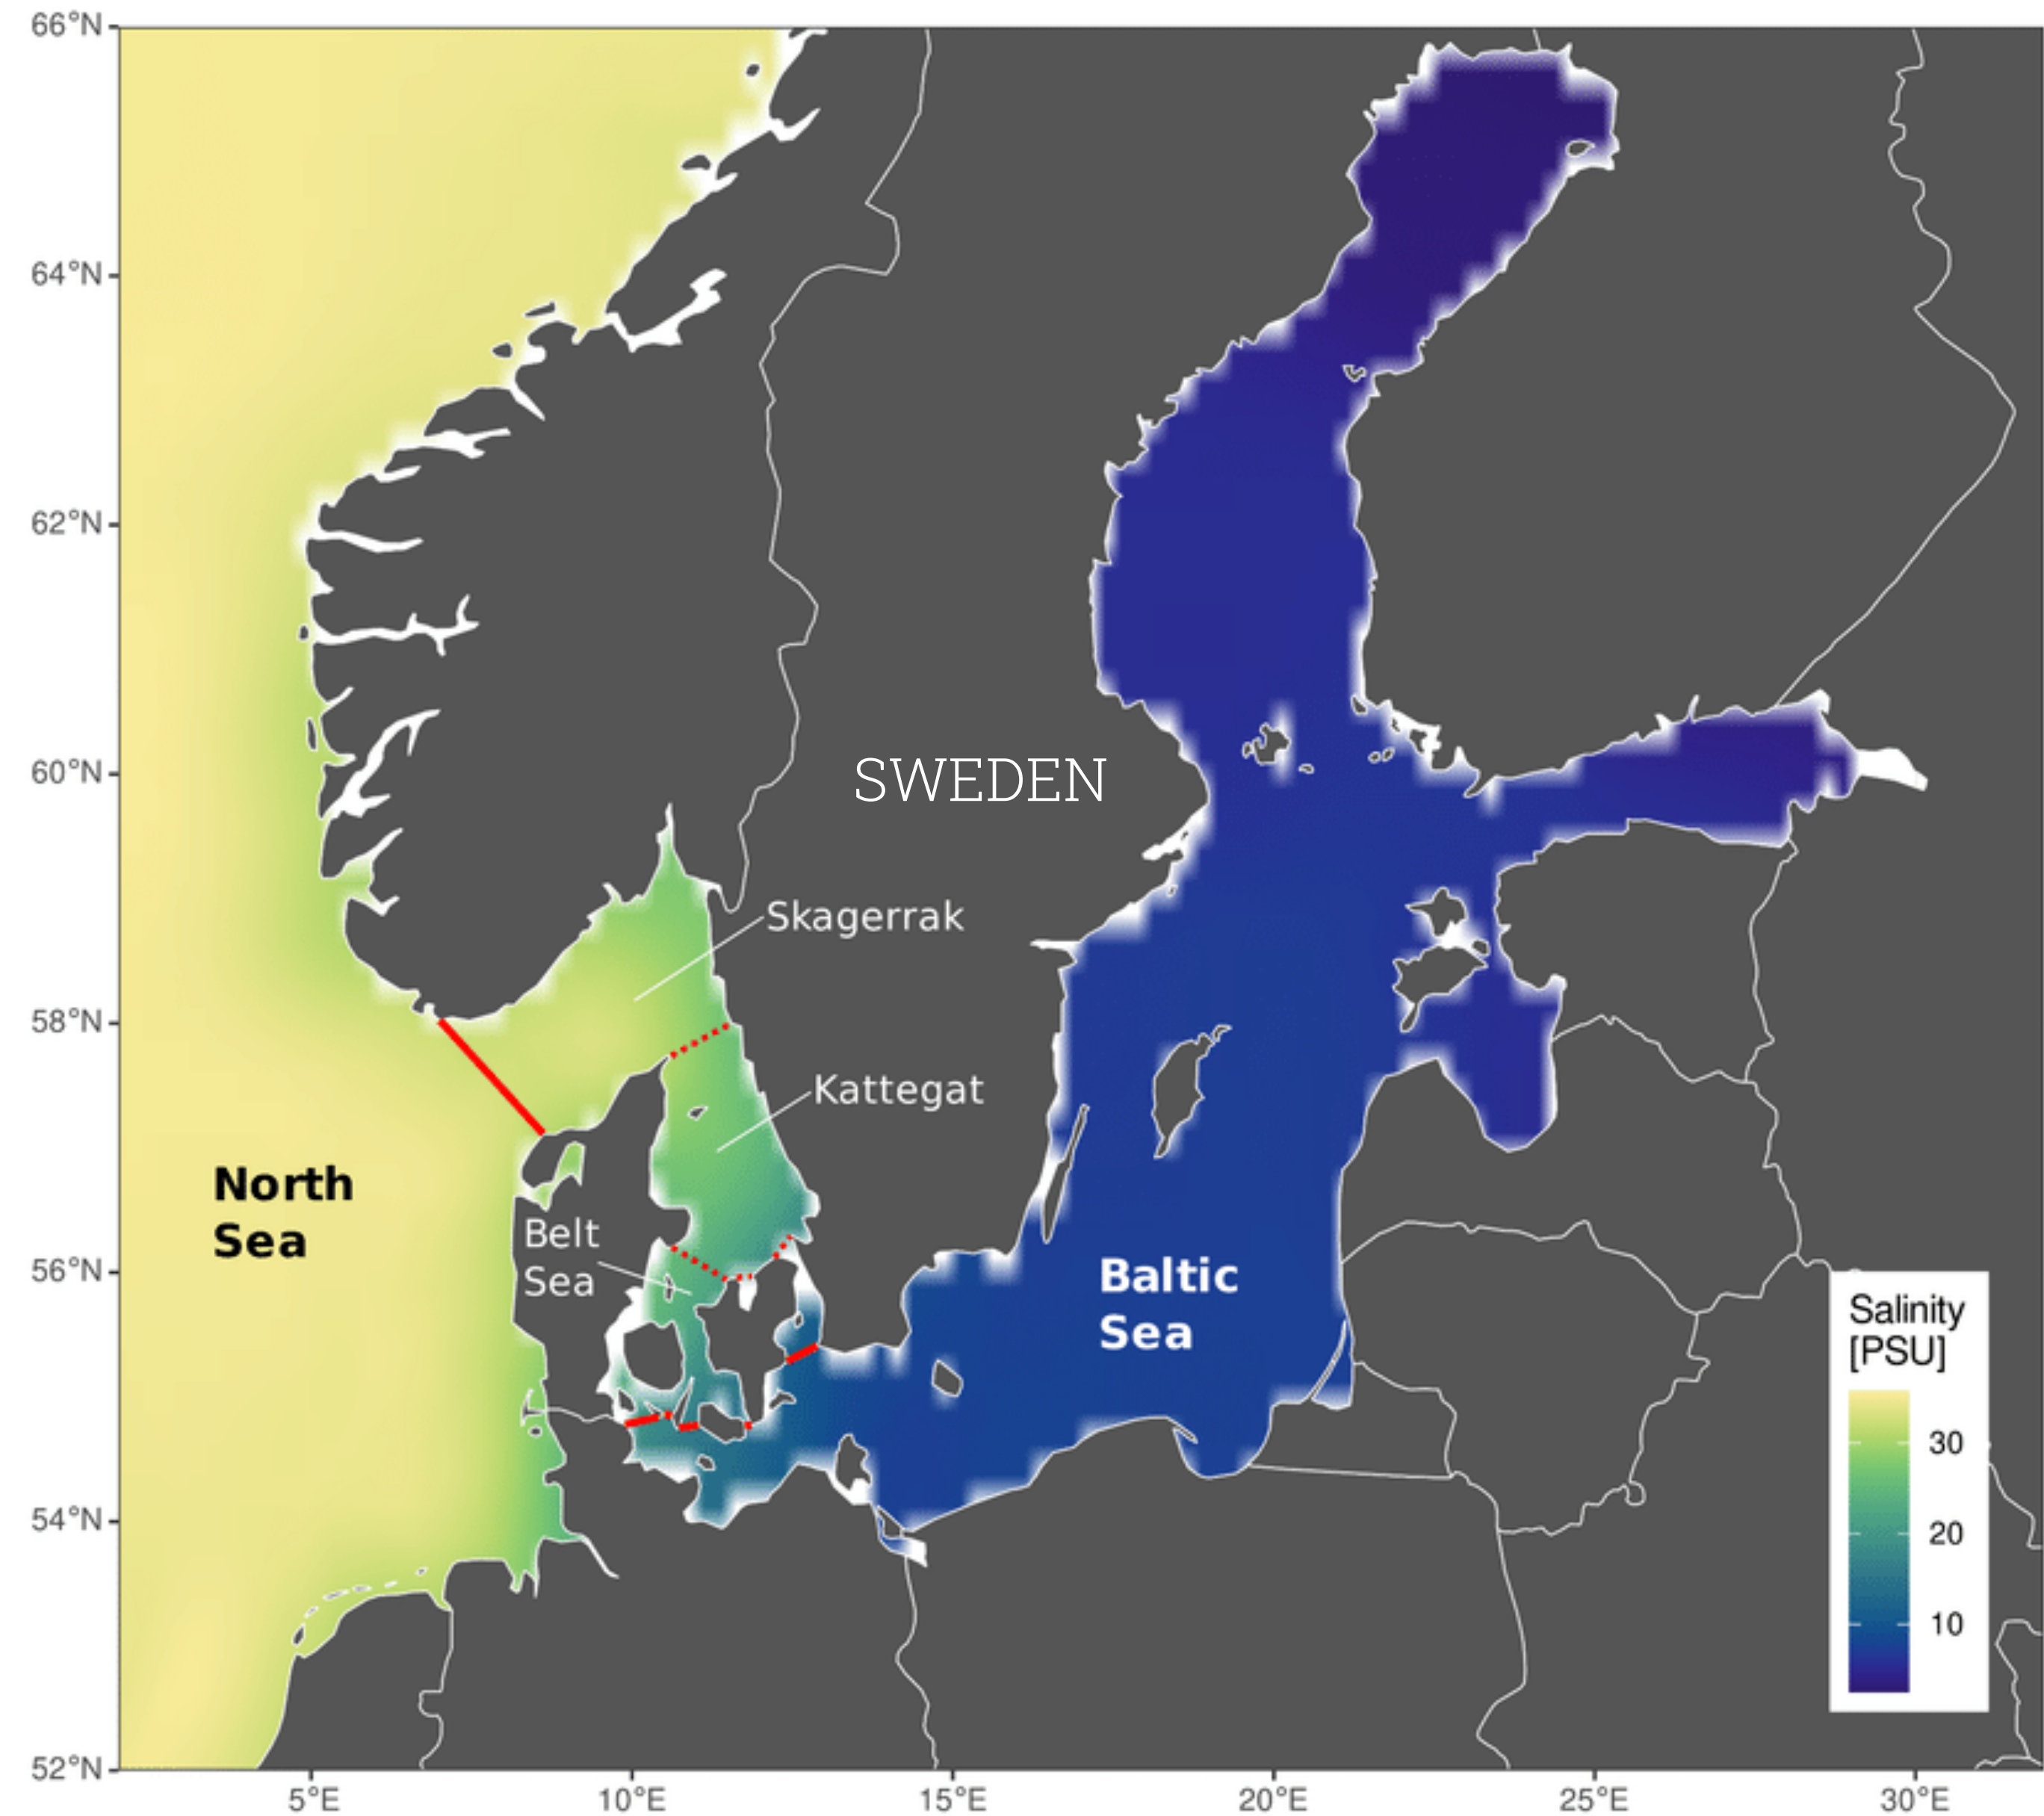 66°N
64°N
62°N
60°N
58°N
56°N
54°N
52°N
SWEDEN
Skagerrak
Kattegat
North
Sea
Belt
Sea
Baltic
Sea
Salinity
[PSU]
30
20
10
5°E
10°E
15°E
20°E
25°E
30°E